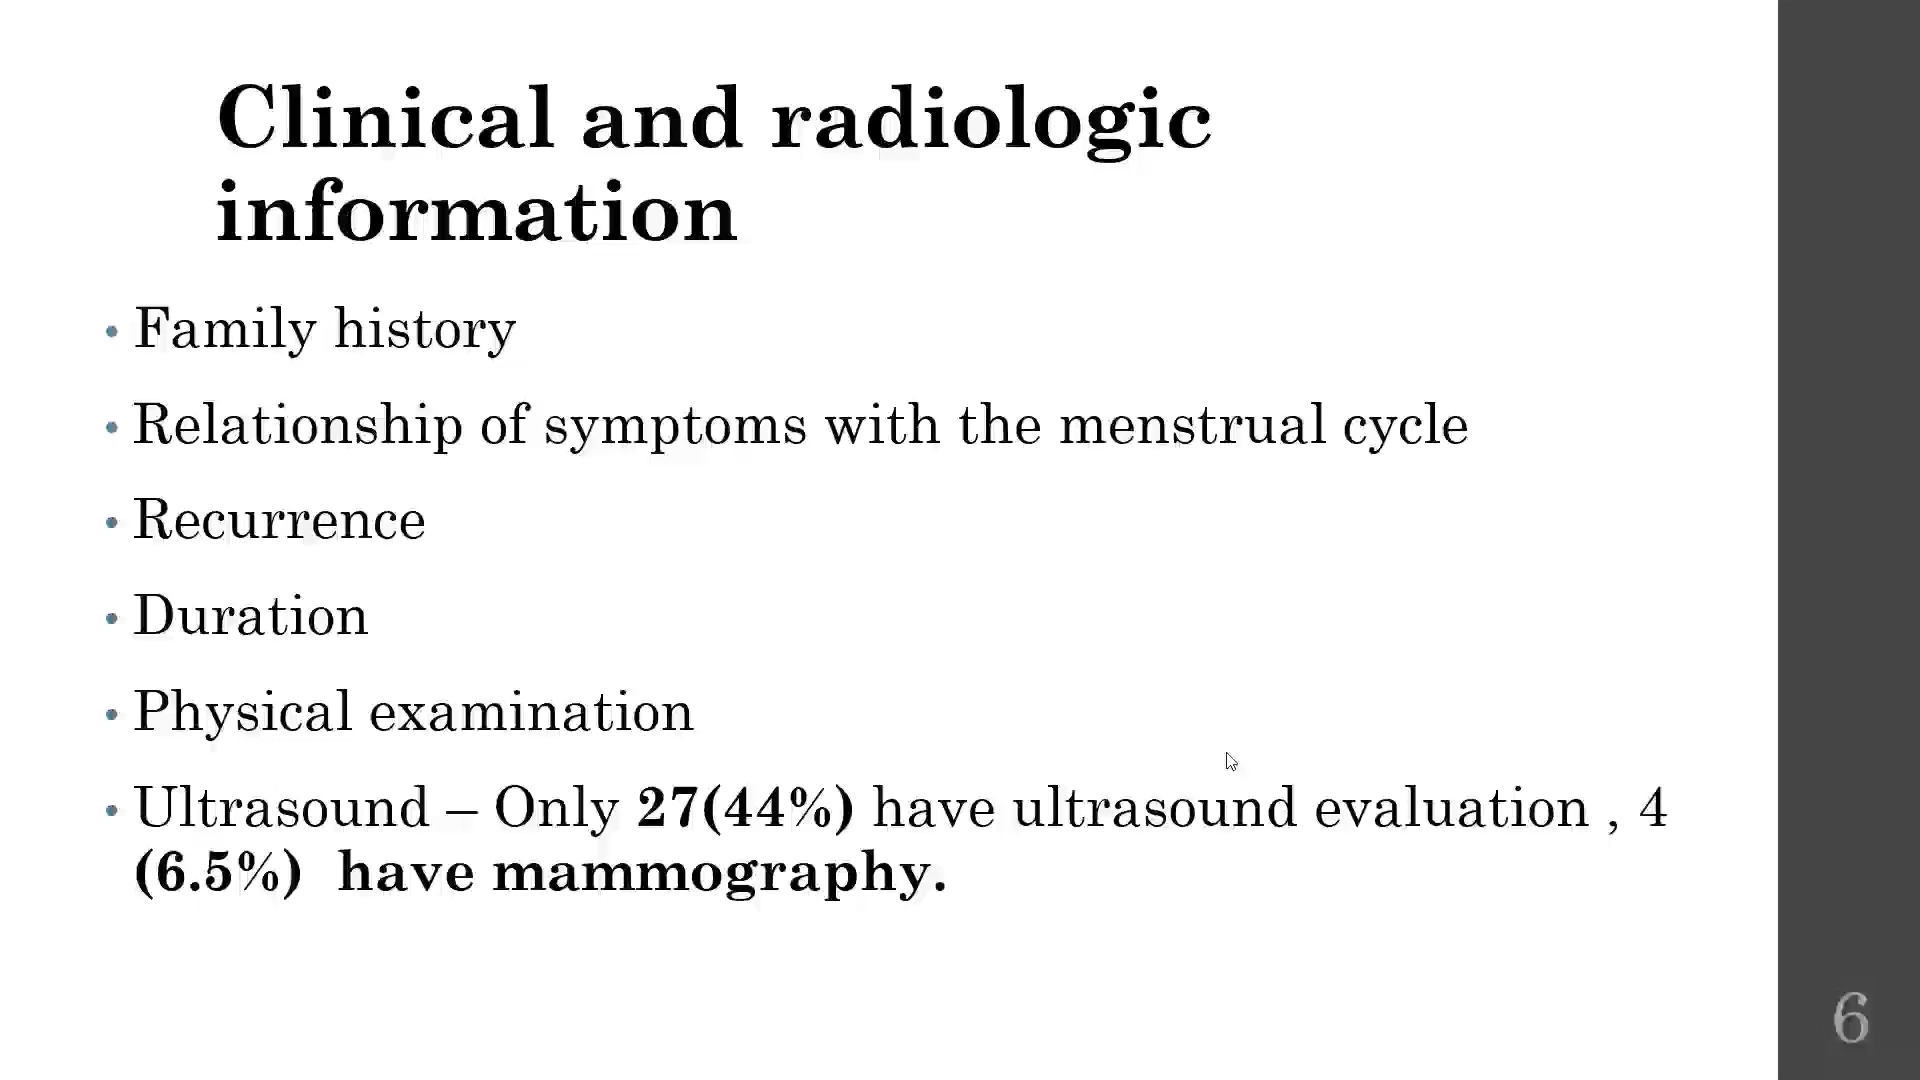 Clinical and radiologic
information
• Family history
• Relationship of symptoms with the menstrual cycle
• Recurrence
• Duration
• Physical examination
• Ultrasound – Only 27(44%) have ultrasound evaluation , 4
(6.5%)  have mammography.
6